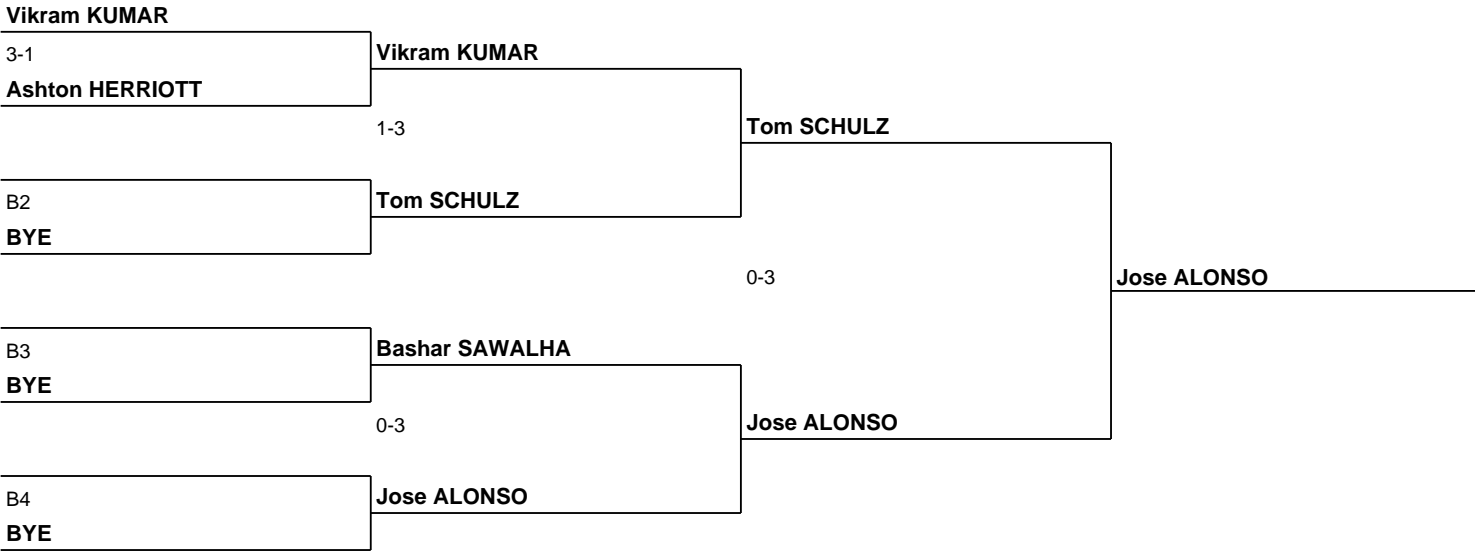 Vikram KUMAR
3-1
Vikram KUMAR
Ashton HERRIOTT
1-3
Tom SCHULZ
B2
Tom SCHULZ
BYE
0-3
Jose ALONSO
B3
Bashar SAWALHA
BYE
0-3
Jose ALONSO
B4
Jose ALONSO
BYE